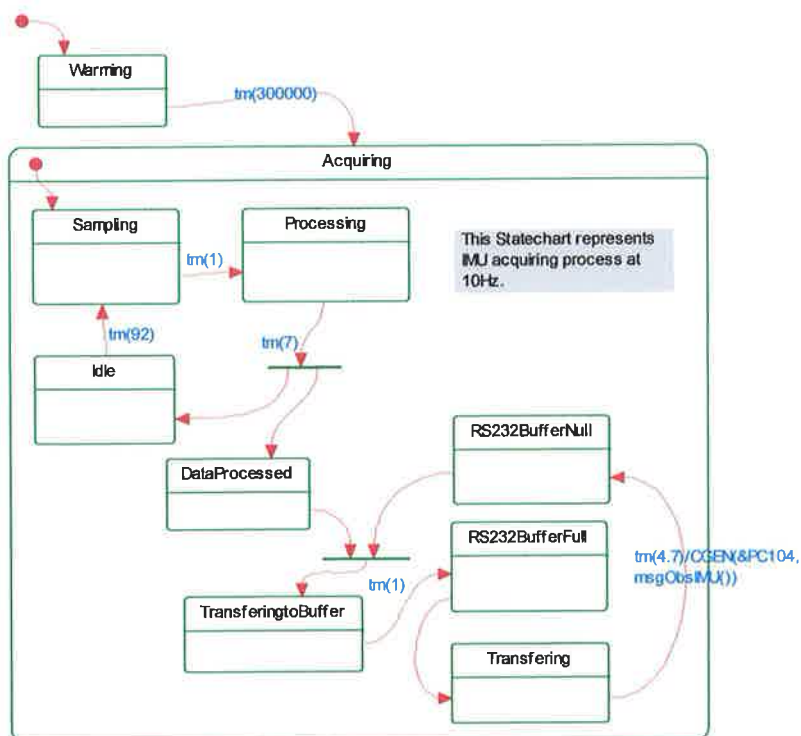 Warming
tm(300000)
Acquiring
Sampling
tm(1)
Processing
This Statechart represents
IMU acquiring process at
10Hz.
tm(92)
tm(7)
Idle
RS232BufferNull
DataProcessed
RS232BufferFull
tm(4.7)/CGEN(&PC104,
msgObsIMU())
tm(1)
TransferingtoBuffer
Transfering